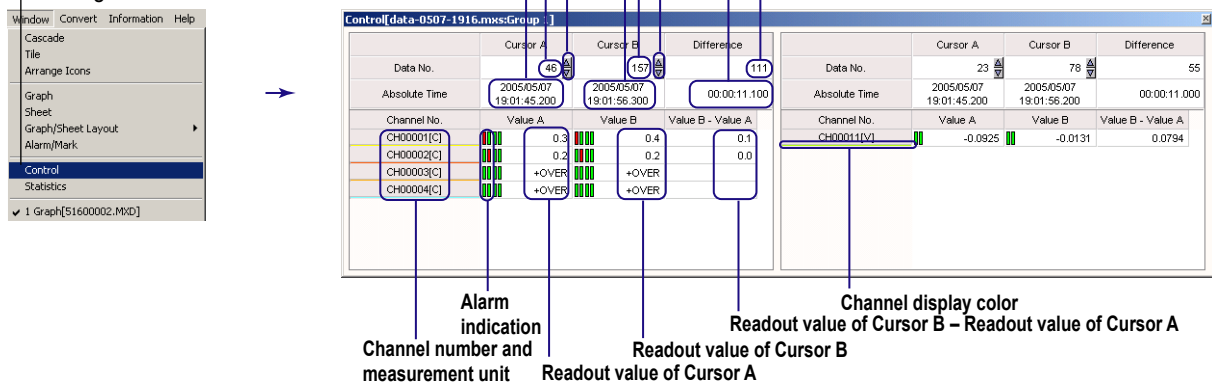 Window Convert Information Help
Cascade
Tile
Arrange Icons
Graph
Sheet
Graph/Sheet Layout
Alarm/Mark
Control
Statistics
✓ 1 Graph[51600002.MXD]
Control[data-0507-1916.mxs:Group 1]
Cursor A Cursor B Difference
Data No. 46 157 111
Absolute Time 2005/05/07 19:01:45.200 2005/05/07 19:01:56.300 00:00:11.100
Channel No. Value A Value B Value B - Value A
CH00001[C] 0.3 0.4 0.1
CH00002[C] 0.2 0.2 0.0
CH00003[C] +OVER +OVER
CH00004[C] +OVER +OVER
Cursor A Cursor B Difference
Data No. 23 78 55
Absolute Time 2005/05/07 19:01:45.200 2005/05/07 19:01:56.200 00:00:11.000
Channel No. Value A Value B Value B - Value A
CH00011[V] -0.0925 -0.0131 0.0794
Alarm
indication
Channel number and
measurement unit
Readout value of Cursor A
Readout value of Cursor B
Readout value of Cursor B – Readout value of Cursor A
Channel display color